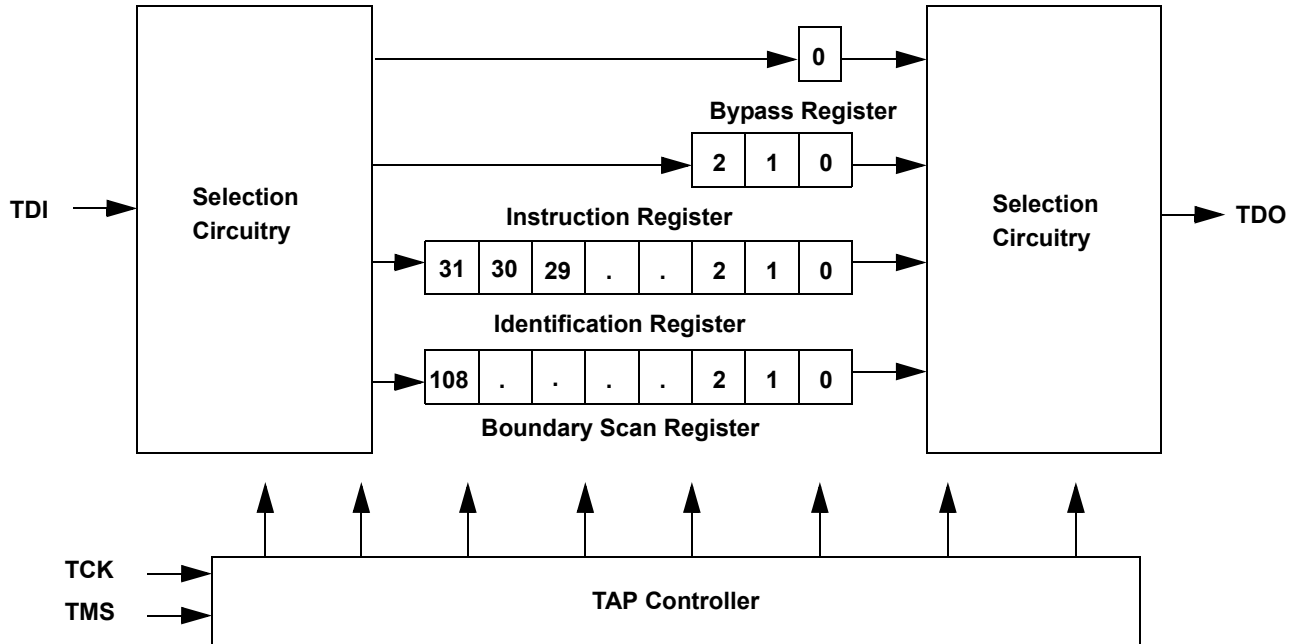 0
Bypass Register
2 1 0
TDI
Selection
Circuitry
Instruction Register
Selection
Circuitry
TDO
31 30 29 . . 2 1 0
Identification Register
108 . . . . 2 1 0
Boundary Scan Register
TCK
TMS
TAP Controller